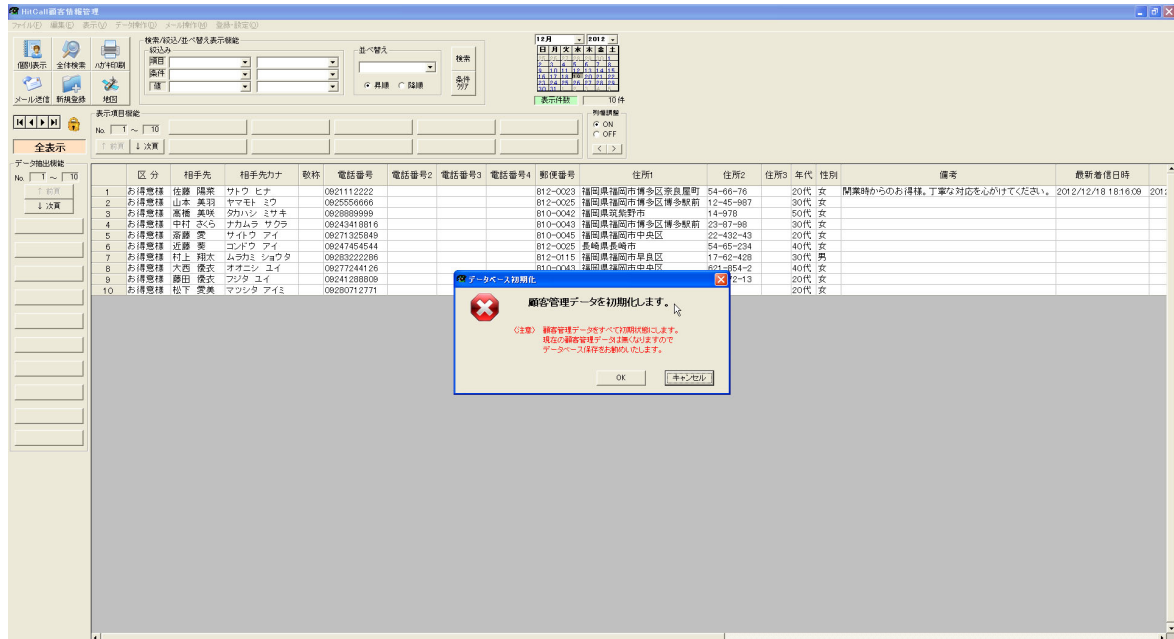 HitCall顧客情報管理
ファイル(F) 編集(E) 表示(V) データ操作(D) メール操作(M) 登録・設定(O)
個別表示 全体検索 ハガキ印刷
メール送信 新規登録 地図
検索/絞込/並べ替え表示機能
絞込み
項目
条件
値
並べ替え
昇順 降順
検索
条件クリア
12月 2012
日 月 火 水 木 金 土
表示件数 10 件
表示項目機能
No. 1 ~ 10
↑ 前頁 ↓ 次頁
列幅調整
ON
OFF
< >
全表示
データ抽出機能
No. 1 ~ 10
↑ 前頁
↓ 次頁
区分 相手先 相手先カナ 敬称 電話番号 電話番号2 電話番号3 電話番号4 郵便番号 住所1 住所2 住所3 年代 性別 備考 最新着信日時
1 お得意様 佐藤 陽菜 サトウ ヒナ 0921112222 812-0023 福岡県福岡市博多区奈良屋町 54-66-76 20代 女 開業時からのお得様。丁寧な対応を心がけてください。 2012/12/18 18:16:09 201
2 お得意様 山本 美羽 ヤマモト ミウ 0925556666 812-0025 福岡県福岡市博多区博多駅前 12-45-987 30代 女
3 お得意様 高橋 美咲 タカハシ ミサキ 0928889999 810-0042 福岡県筑紫野市 14-978 50代 女
4 お得意様 中村 さくら ナカムラ サクラ 09243418816 810-0043 福岡県福岡市博多区博多駅前 23-87-98 30代 女
5 お得意様 斎藤 愛 サイトウ アイ 09271325849 810-0045 福岡県福岡市中央区 22-432-43 20代 女
6 お得意様 近藤 葵 コンドウ アイ 09247454544 812-0025 長崎県長崎市 54-65-234 40代 女
7 お得意様 村上 翔太 ムラカミ ショウタ 09283222286 812-0115 福岡県福岡市早良区 17-62-428 30代 男
8 お得意様 大西 優衣 オオニシ ユイ 09277244126 810-0043 福岡県福岡市中央区 621-854-2 40代 女
9 お得意様 藤田 優衣 フジタ ユイ 09241288809 2-13 20代 女
10 お得意様 松下 愛美 マツシタ アイミ 09280712771 20代 女
データベース初期化
顧客管理データを初期化します。
〈注意〉 顧客管理データをすべて初期状態にします。
現在の顧客管理データは無くなりますので
データベース保存をお勧めいたします。
OK キャンセル